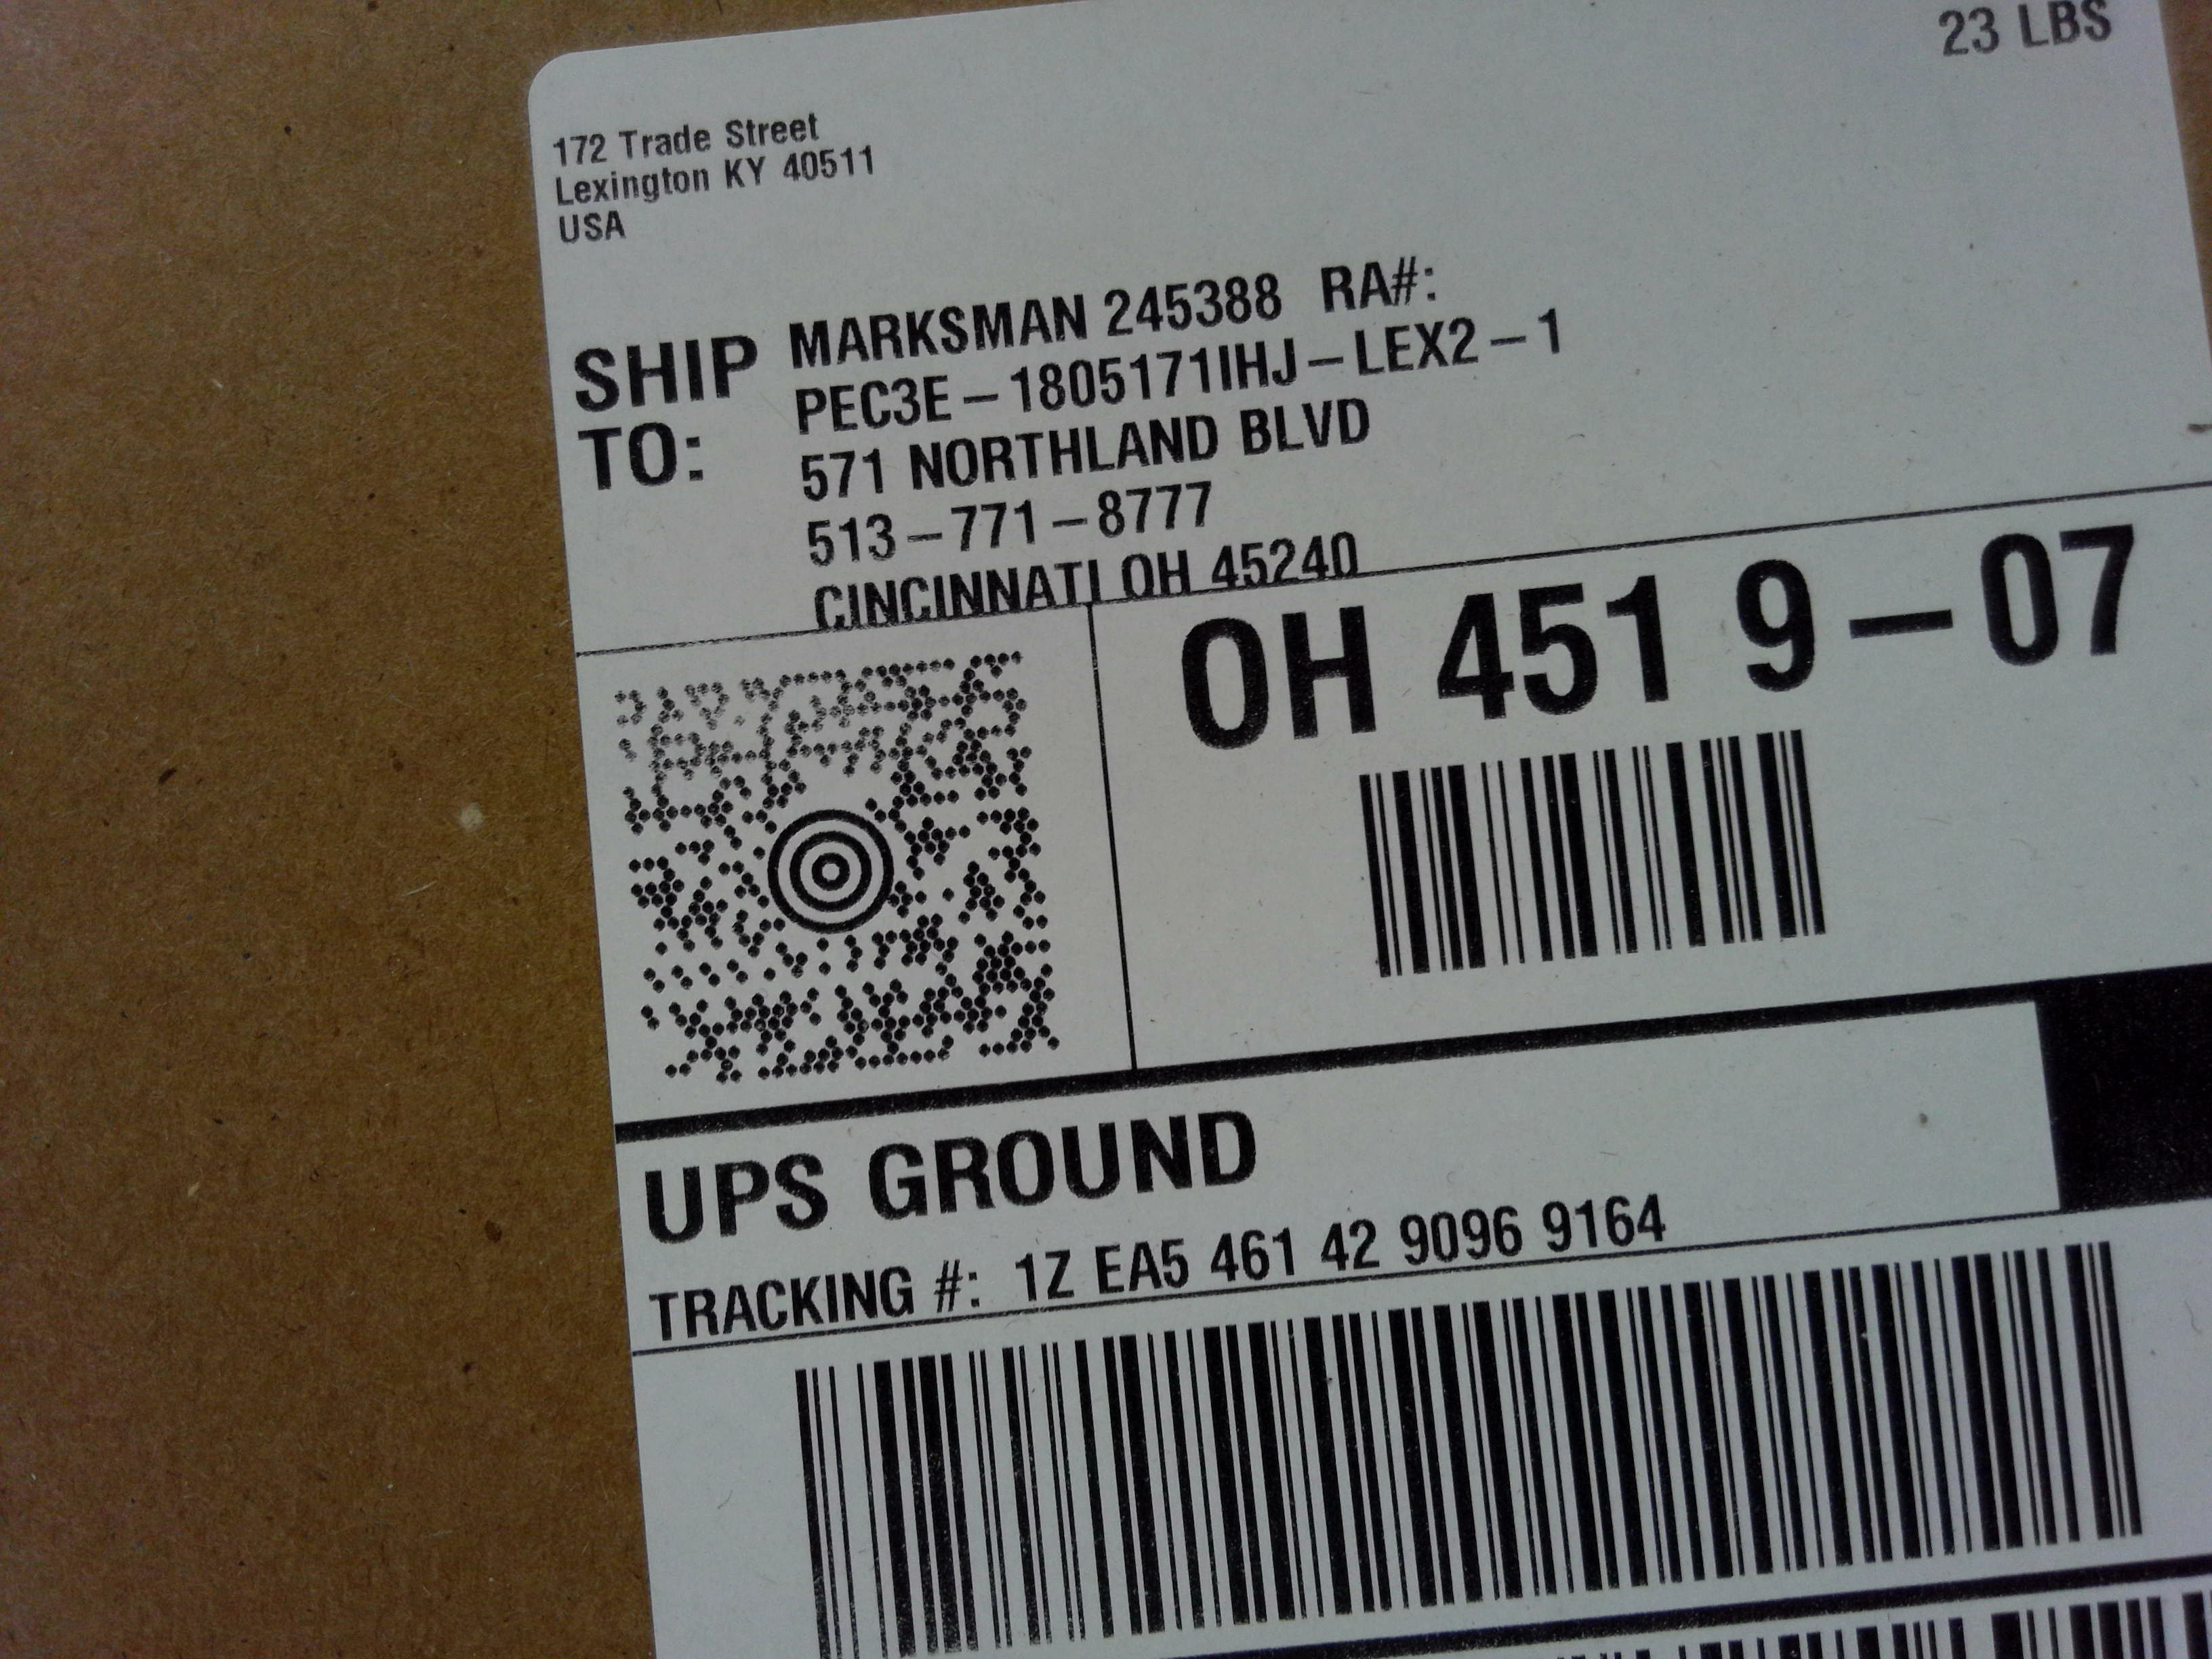 23 LBS
172 Trade Street
Lexington KY 40511
USA
SHIP TO:
MARKSMAN 245388 RA#:
PEC3E-1805171IHJ-LEX2-1
571 NORTHLAND BLVD
513-771-8777
CINCINNATI OH 45240
OH 451 9-07
UPS GROUND
TRACKING #: 1Z EA5 461 42 9096 9164